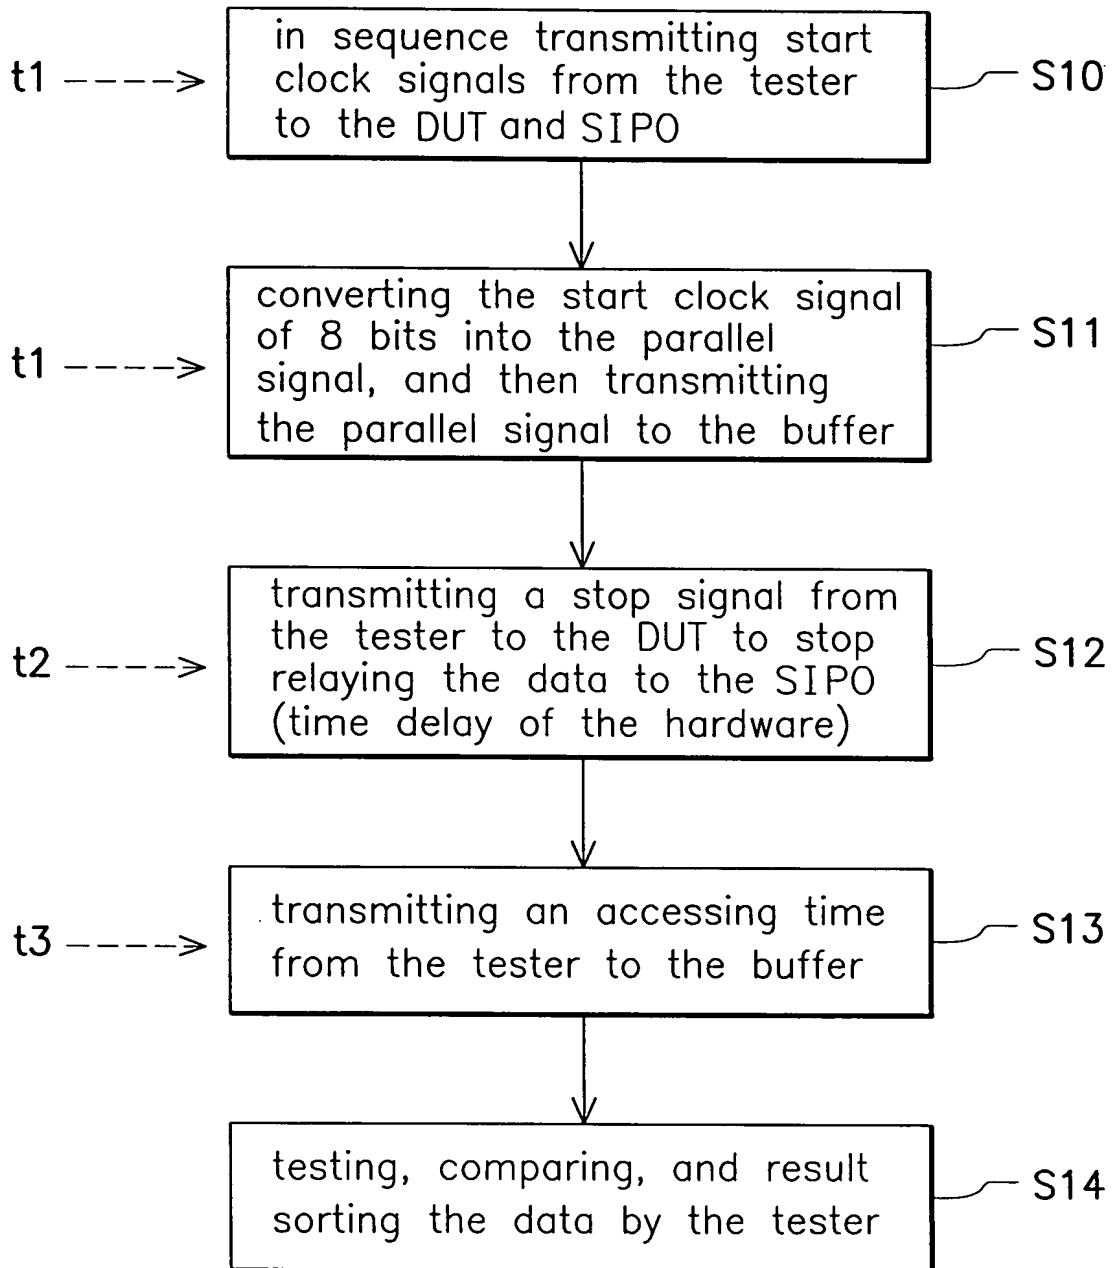 in sequence transmitting start
t1
clock signals from the tester
S10
to the DUT and SIPO
converting the start clock signal
of 8 bits into the parallel
S11
t1
signal, and then transmitting
the parallel signal to the buffer
transmitting a stop signal from
the tester to the DUT to stop
S12
t2
relaying the data to the SIPO
(time delay of the hardware)
transmitting an accessing time
S13
t3
from the tester to the buffer
testing, comparing, and result
S14
sorting the data by the tester